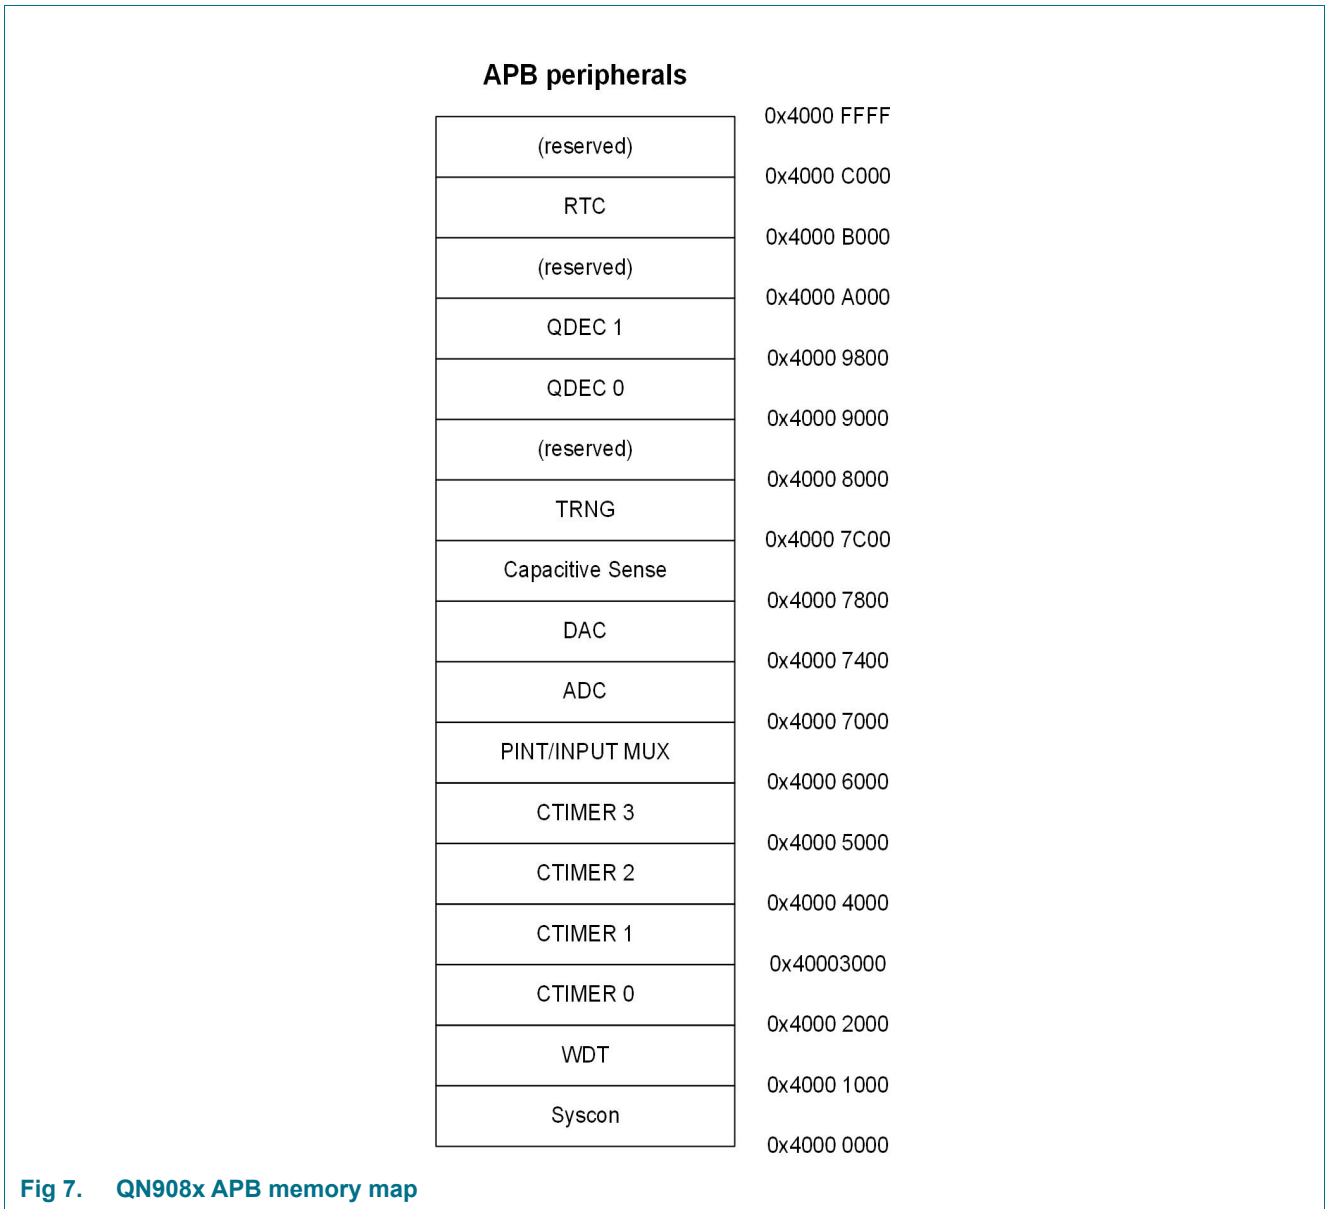 APB peripherals
0x4000 FFFF
(reserved)
0x4000 C000
RTC
0x4000 B000
(reserved)
0x4000 A000
QDEC 1
0x4000 9800
QDEC 0
0x4000 9000
(reserved)
0x4000 8000
TRNG
0x4000 7C00
Capacitive Sense
0x4000 7800
DAC
0x4000 7400
ADC
0x4000 7000
PINT/INPUT MUX
0x4000 6000
CTIMER 3
0x4000 5000
CTIMER 2
0x4000 4000
CTIMER 1
0x40003000
CTIMER 0
0x4000 2000
WDT
0x4000 1000
Syscon
0x4000 0000
Fig 7. QN908x APB memory map